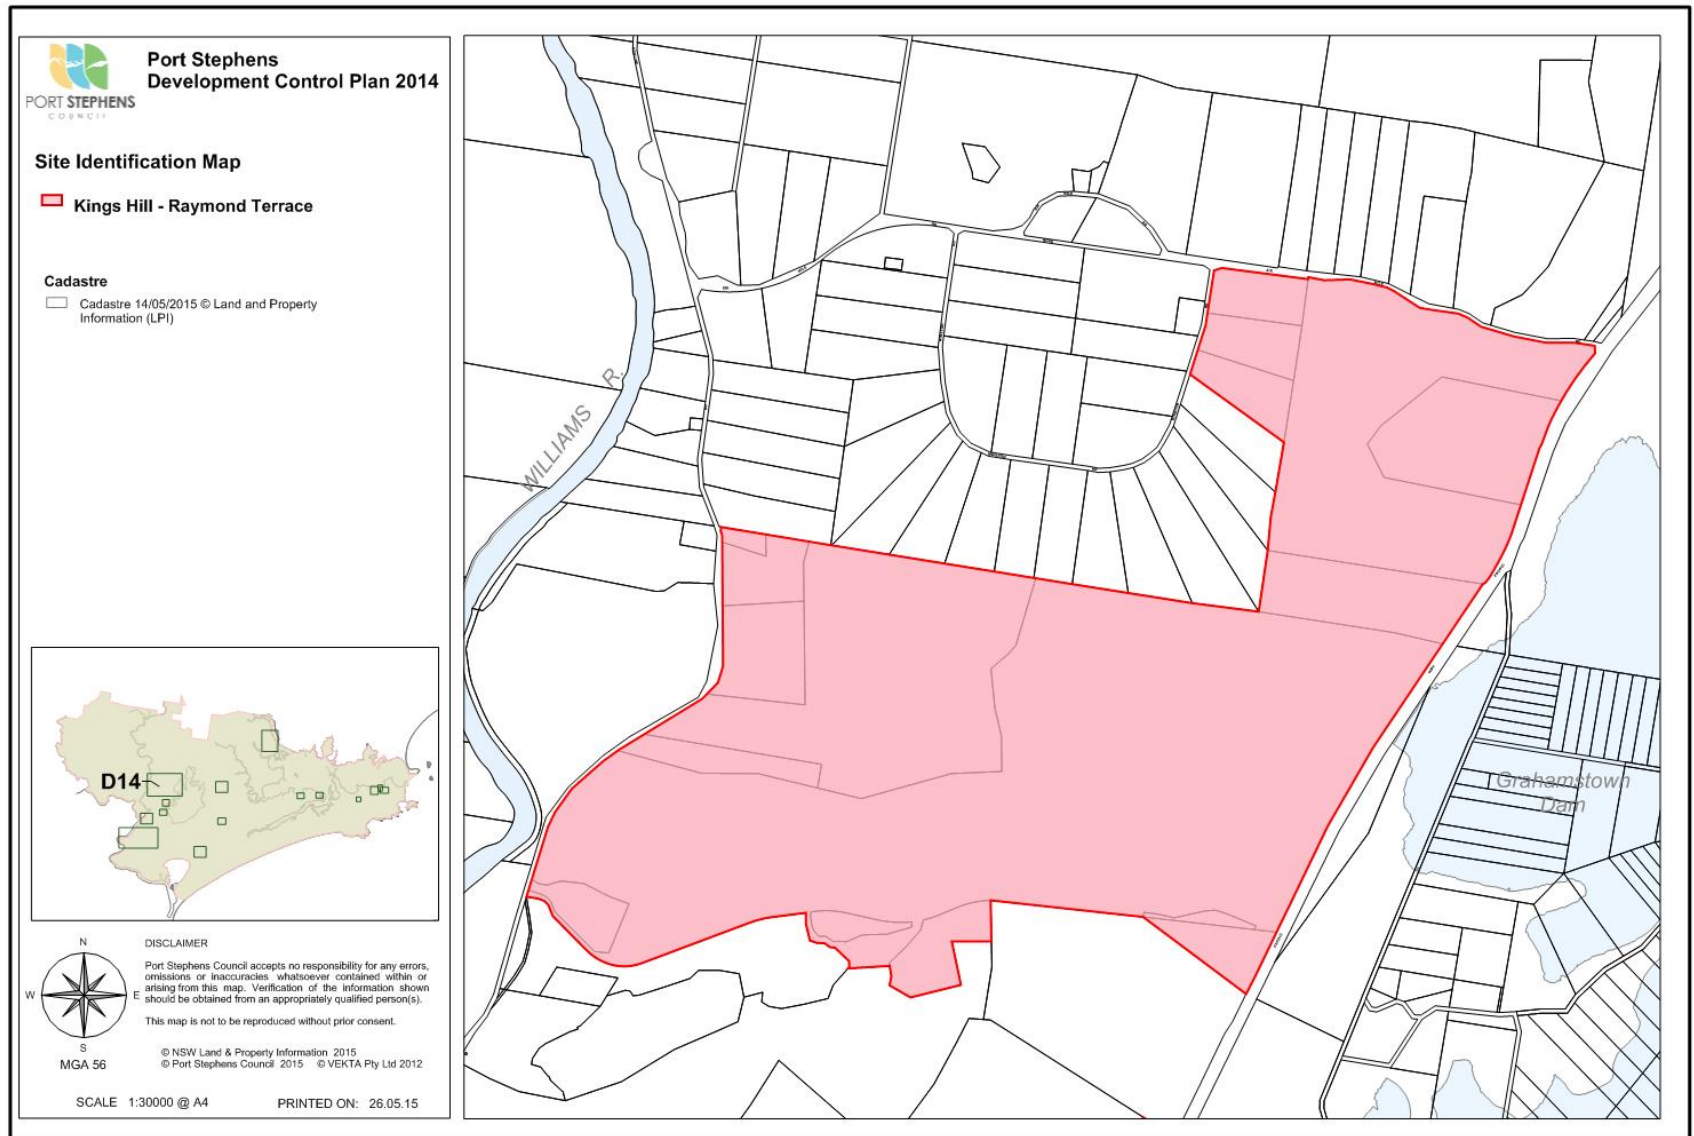 Port Stephens
Development Control Plan 2014
PORT STEPHENS
COUNCIL
Site Identification Map
Kings Hill - Raymond Terrace
Cadastre
Cadastre 14/05/2015 © Land and Property
Information (LPI)
D14
N
W
E
S
MGA 56
DISCLAIMER
Port Stephens Council accepts no responsibility for any errors,
omissions or inaccuracies whatsoever contained within or
arising from this map. Verification of the information shown
should be obtained from an appropriately qualified person(s).
This map is not to be reproduced without prior consent.
© NSW Land & Property Information 2015
© Port Stephens Council 2015 © VEKTA Pty Ltd 2012
SCALE 1:30000 @ A4
PRINTED ON: 26.05.15
WILLIAMS R.
Grahamstown
Dam